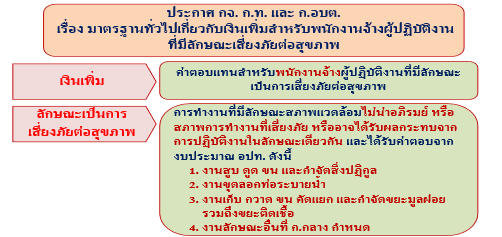 ประกาศ กจ. ก.ท. และ ก.อบต.
เรื่อง มาตรฐานทั่วไปเกี่ยวกับเงินเพิ่มสำหรับพนักงานจ้างผู้ปฏิบัติงาน
ที่มีลักษณะเสี่ยงภัยต่อสุขภาพ
เงินเพิ่ม
ค่าตอบแทนสำหรับพนักงานจ้างผู้ปฏิบัติงานที่มีลักษณะ
เป็นการเสี่ยงภัยต่อสุขภาพ
ลักษณะเป็นการ
เสี่ยงภัยต่อสุขภาพ
การทำงานที่มีลักษณะสภาพแวดล้อมไม่น่าอภิรมย์ หรือ
สภาพการทำงานที่เสี่ยงภัย หรืออาจได้รับผลกระทบจาก
การปฏิบัติงานในลักษณะเดียวกัน และได้รับค่าตอบจาก
งบประมาณ อปท. ดังนี้
1. งานสูบ ดูด ขน และกำจัดสิ่งปฏิกูล
2. งานขุดลอกท่อระบายน้ำ
3. งานเก็บ กวาด ขน คัดแยก และกำจัดขยะมูลฝอย
รวมถึงขยะติดเชื้อ
4. งานลักษณะอื่นที่ ก.กลาง กำหนด